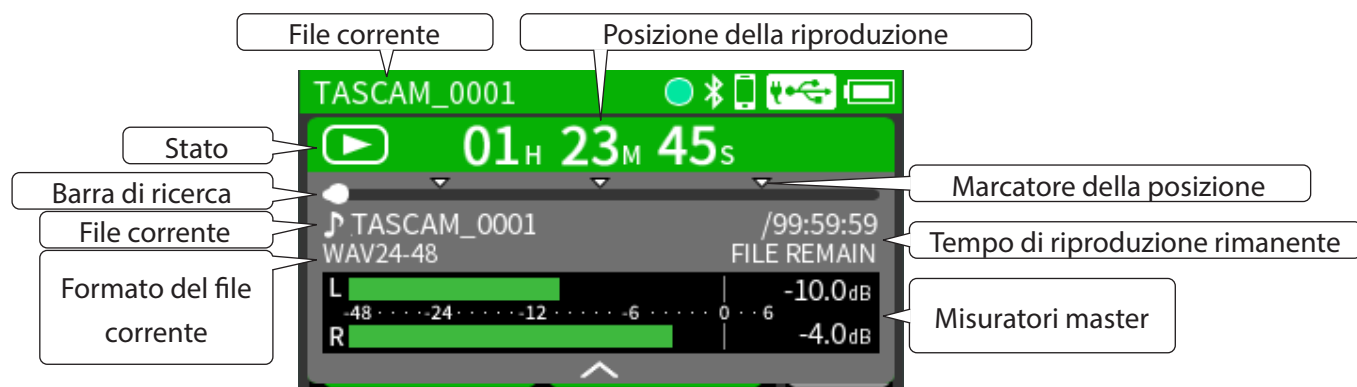 File corrente
Posizione della riproduzione
TASCAM_0001
Stato
01H 23M 45S
Barra di ricerca
Marcatore della posizione
File corrente
TASCAM_0001
/99:59:59
Tempo di riproduzione rimanente
WAV24-48
FILE REMAIN
Formato del file
corrente
L
-10.0dB
-48 · · · · -24 · · · · · -12 · · · · · -6 · · · · · 0 · · 6
R
-4.0dB
Misuratori master